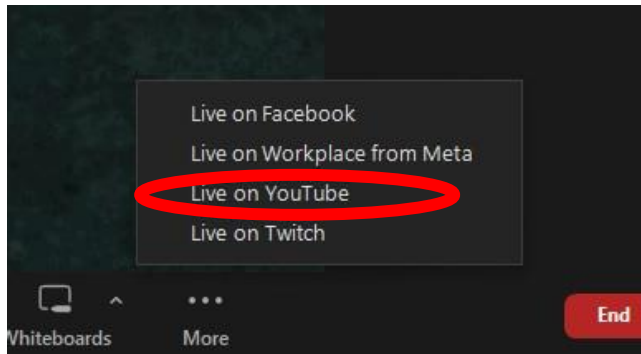 Live on Facebook
Live on Workplace from Meta
Live on YouTube
Live on Twitch
Whiteboards
More
End